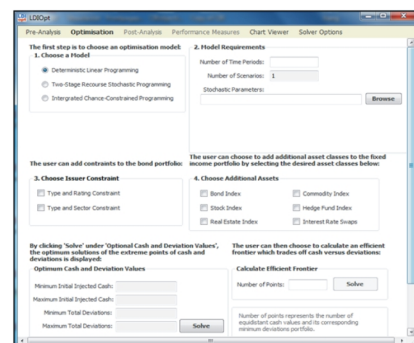 LDIOpt
Pre-Analysis Optimisation Post-Analysis Performance Measures Chart Viewer Solver Options
The first step is to choose an optimisation model:
1. Choose a Model
Deterministic Linear Programming
Two-Stage Recourse Stochastic Programming
Intergrated Chance-Constrained Programming
2. Model Requirements
Number of Time Periods:
Number of Scenarios: 1
Stochastic Parameters:
Browse
The user can add contraints to the bond portfolio:
3. Choose Issuer Constraint
Type and Rating Constraint
Type and Sector Constraint
The user can choose to add additional asset classes to the fixed
income portfolio by selecting the desired asset classes below:
4. Choose Additional Assets
Bond Index Commodity Index
Stock Index Hedge Fund Index
Real Estate Index Interest Rate Swaps
By clicking 'Solve' under 'Optional Cash and Deviation Values',
the optimum solutions of the extreme points of cash and
deviations is displayed:
Optimum Cash and Deviation Values
Minimum Initial Injected Cash:
Maximum Initial Injected Cash:
Minimum Total Deviations:
Maximum Total Deviations: Solve
The user can then choose to calculate an efficient
frontier which trades off cash versus deviations:
Calculate Efficient Frontier
Number of Points: Solve
Number of points represents the number of
equidistant cash values and its corresponding
minimum deviations portfolio.